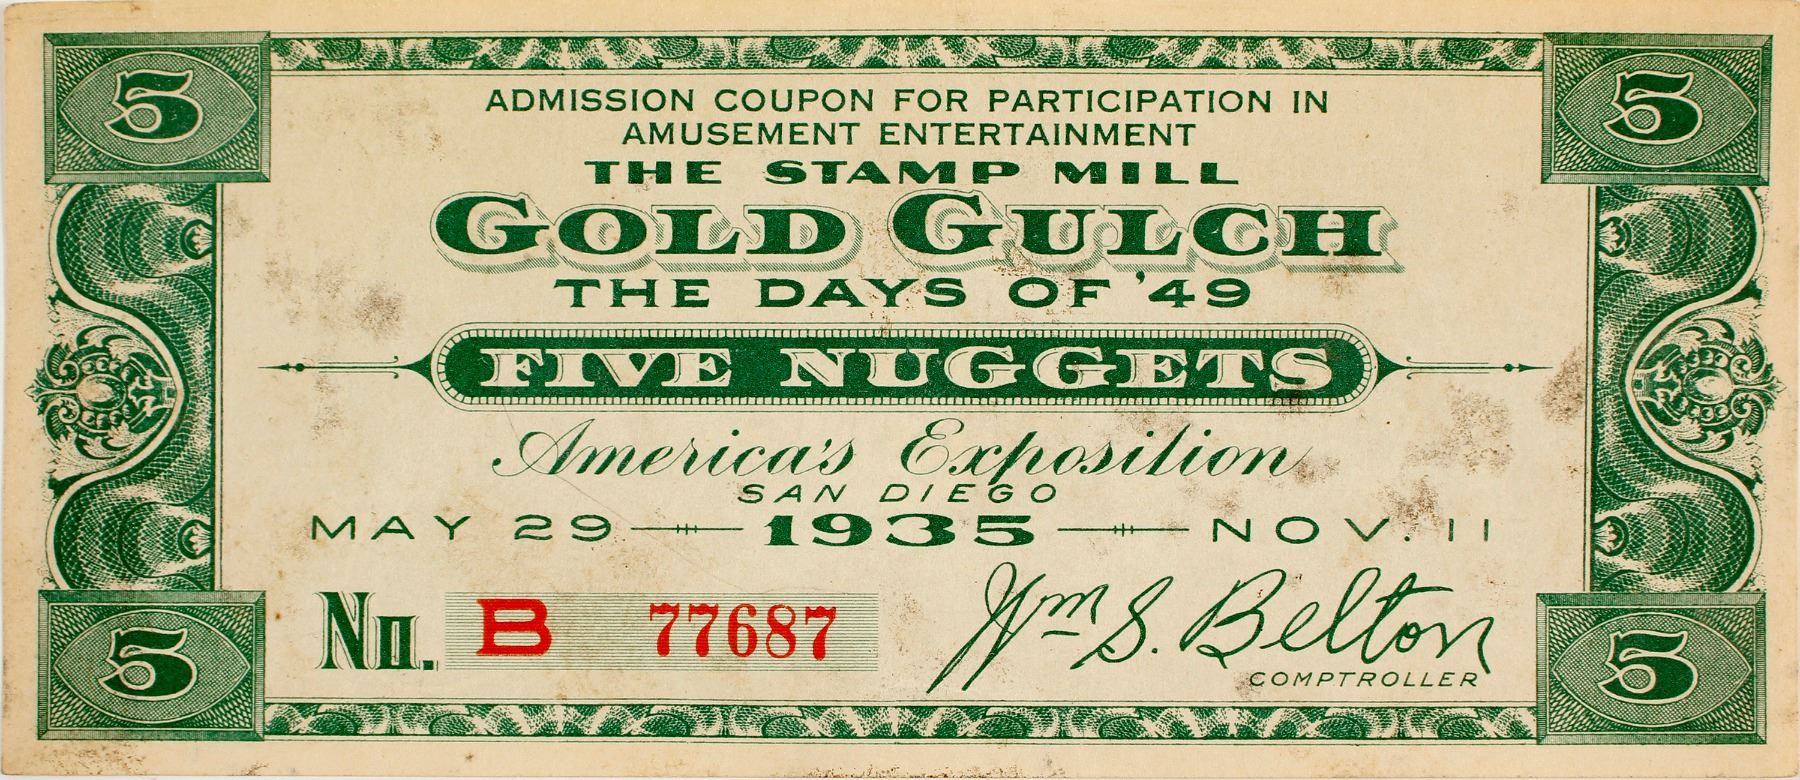 5 5
ADMISSION COUPON FOR PARTICIPATION IN
AMUSEMENT ENTERTAINMENT
THE STAMP MILL
GOLD GULCH
THE DAYS OF '49
FIVE NUGGETS
America's Exposition
SAN DIEGO
MAY 29 — 1935 — NOV. 11
No. B 77687
Wm S. Belton
COMPTROLLER
5 5